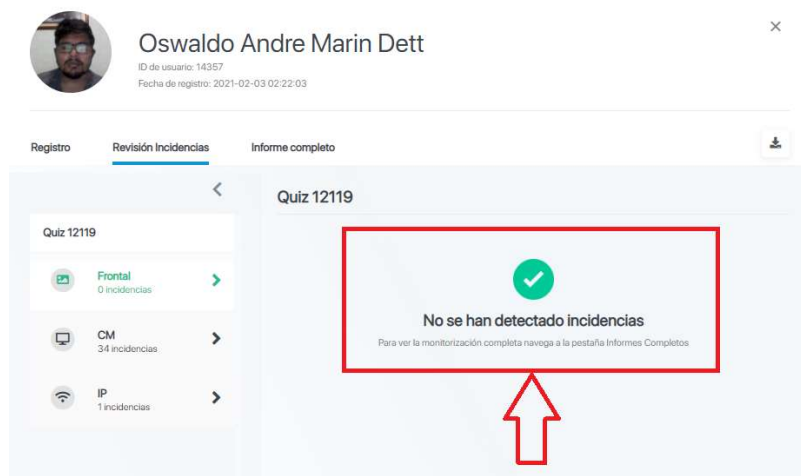 Oswaldo Andre Marin Dett
ID de usuario: 14357
Fecha de registro: 2021-02-03 02:22:03
Registro
Revisión Incidencias
Informe completo
Quiz 12119
Frontal
0 incidencias
CM
34 incidencias
IP
1 incidencias
Quiz 12119
No se han detectado incidencias
Para ver la monitorización completa navega a la pestaña Informes Completos